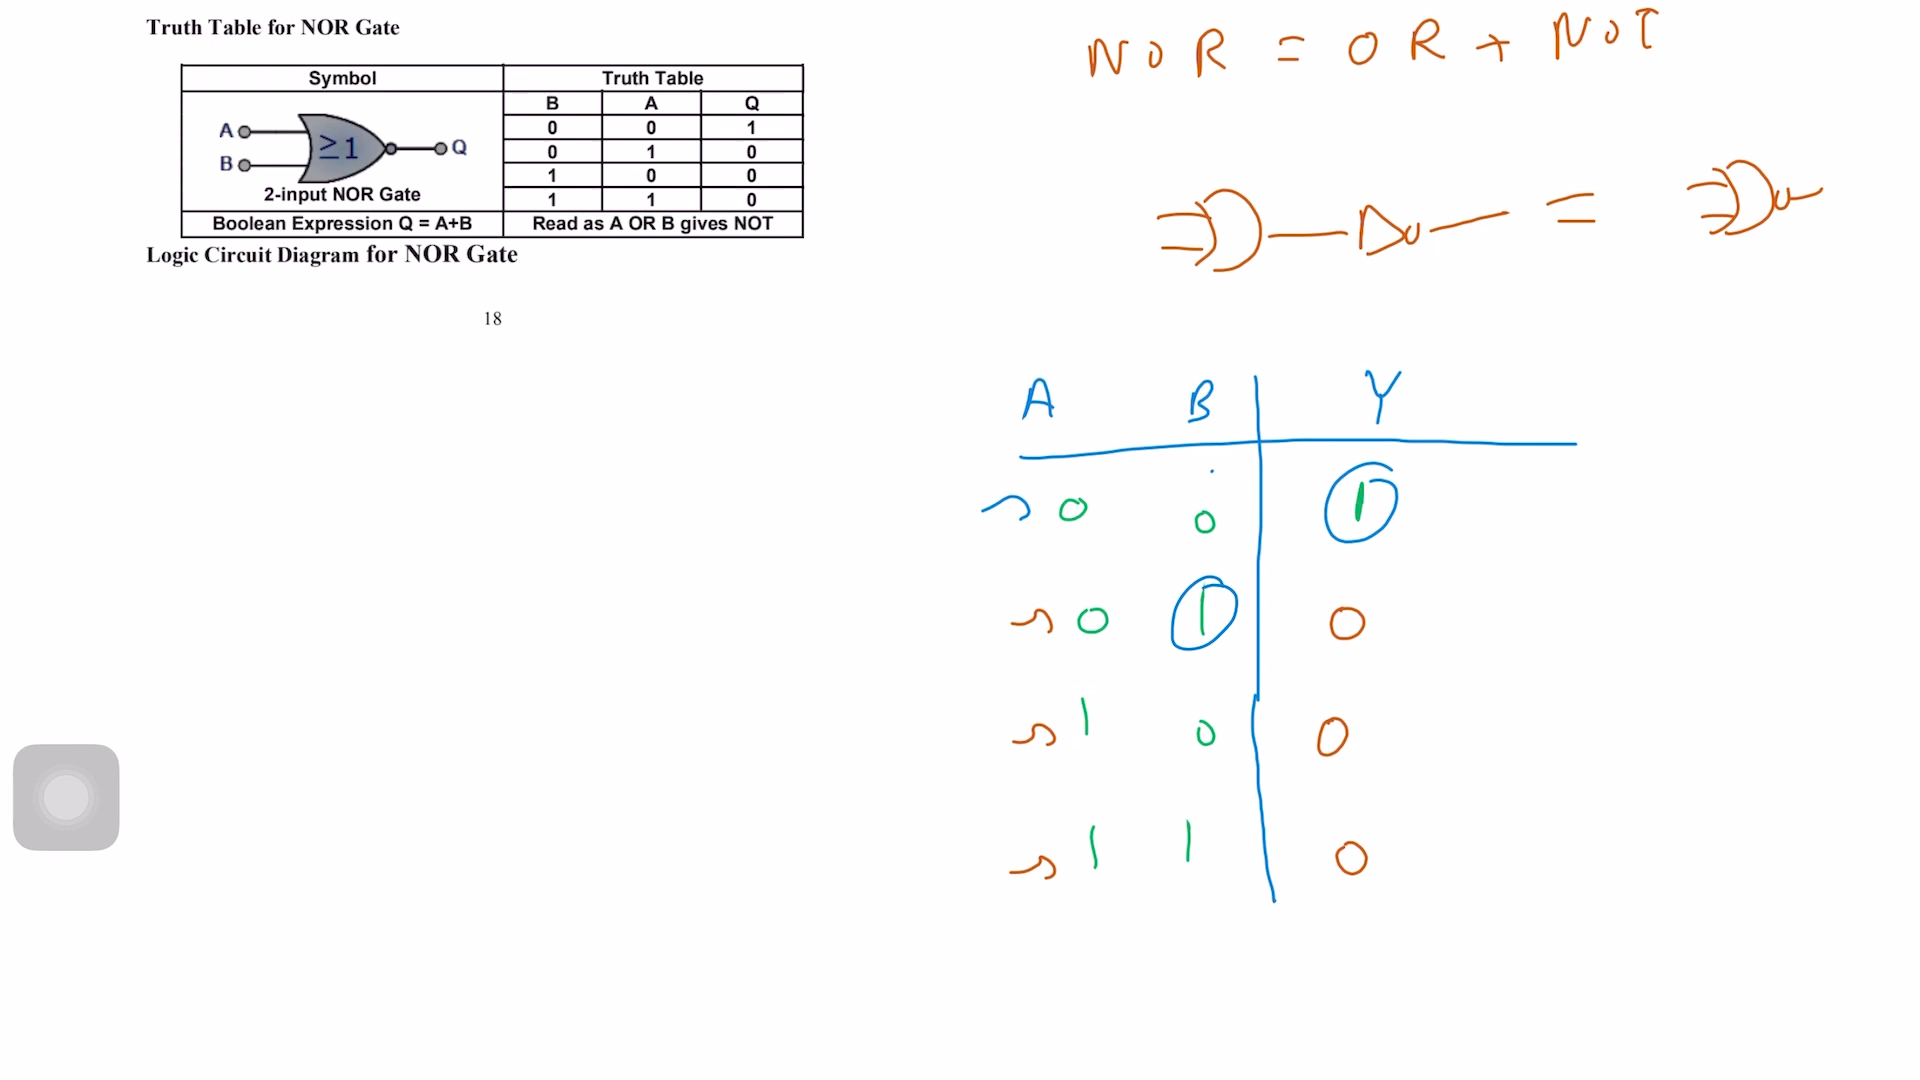 Truth Table for NOR Gate
Symbol Truth Table
B A Q
A B ≥1 Q
0 0 1
0 1 0
1 0 0
1 1 0
2-input NOR Gate
Boolean Expression Q = A+B Read as A OR B gives NOT
Logic Circuit Diagram for NOR Gate
18
NOR = OR + NOT
=
A B Y
0 0 1
0 1 0
1 0 0
1 1 0